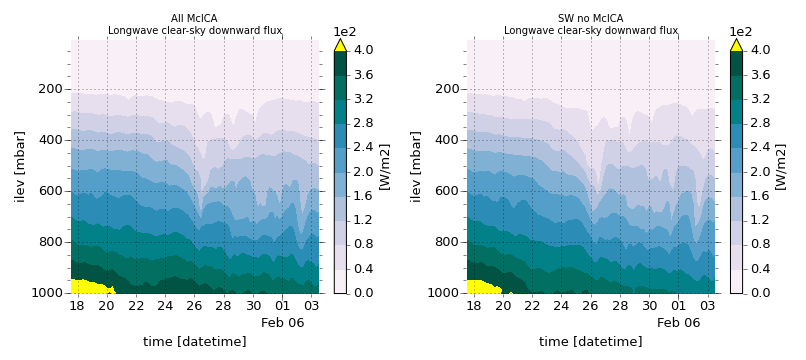 All McICA
Longwave clear-sky downward flux
1e2
4.0
3.6
3.2
2.8
2.4
2.0
1.6
1.2
0.8
0.4
0.0
[W/m2]
200
400
600
800
1000
ilev [mbar]
18 20 22 24 26 28 30 01 03
Feb 06
time [datetime]
SW no McICA
Longwave clear-sky downward flux
1e2
4.0
3.6
3.2
2.8
2.4
2.0
1.6
1.2
0.8
0.4
0.0
[W/m2]
200
400
600
800
1000
ilev [mbar]
18 20 22 24 26 28 30 01 03
Feb 06
time [datetime]